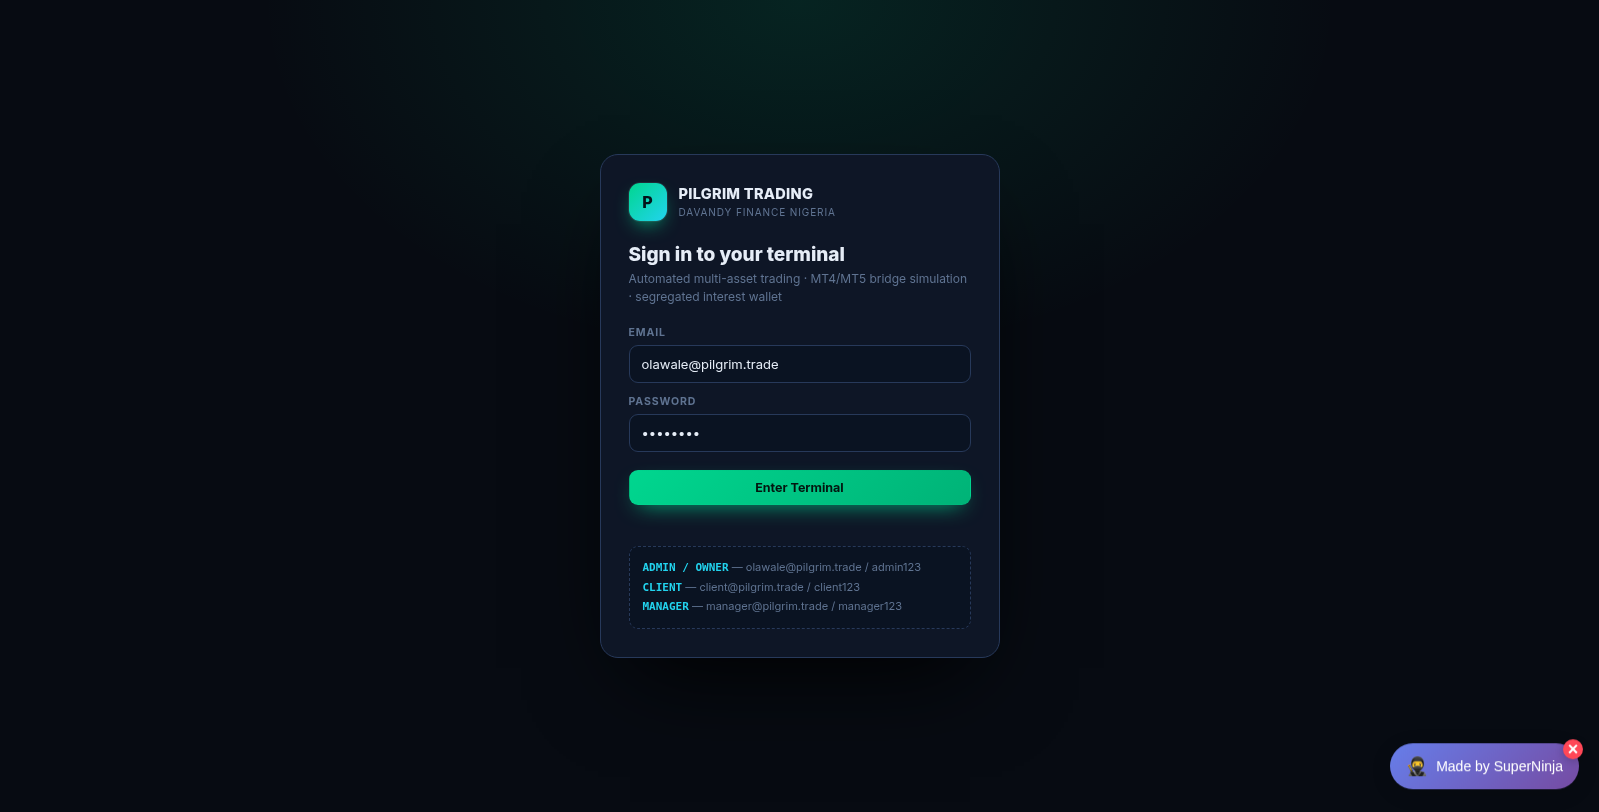 P
PILGRIM TRADING
DAVANDY FINANCE NIGERIA
Sign in to your terminal
Automated multi-asset trading · MT4/MT5 bridge simulation
· segregated interest wallet
EMAIL
olawale@pilgrim.trade
PASSWORD
••••••••
Enter Terminal
ADMIN / OWNER — olawale@pilgrim.trade / admin123
CLIENT — client@pilgrim.trade / client123
MANAGER — manager@pilgrim.trade / manager123
Made by SuperNinja